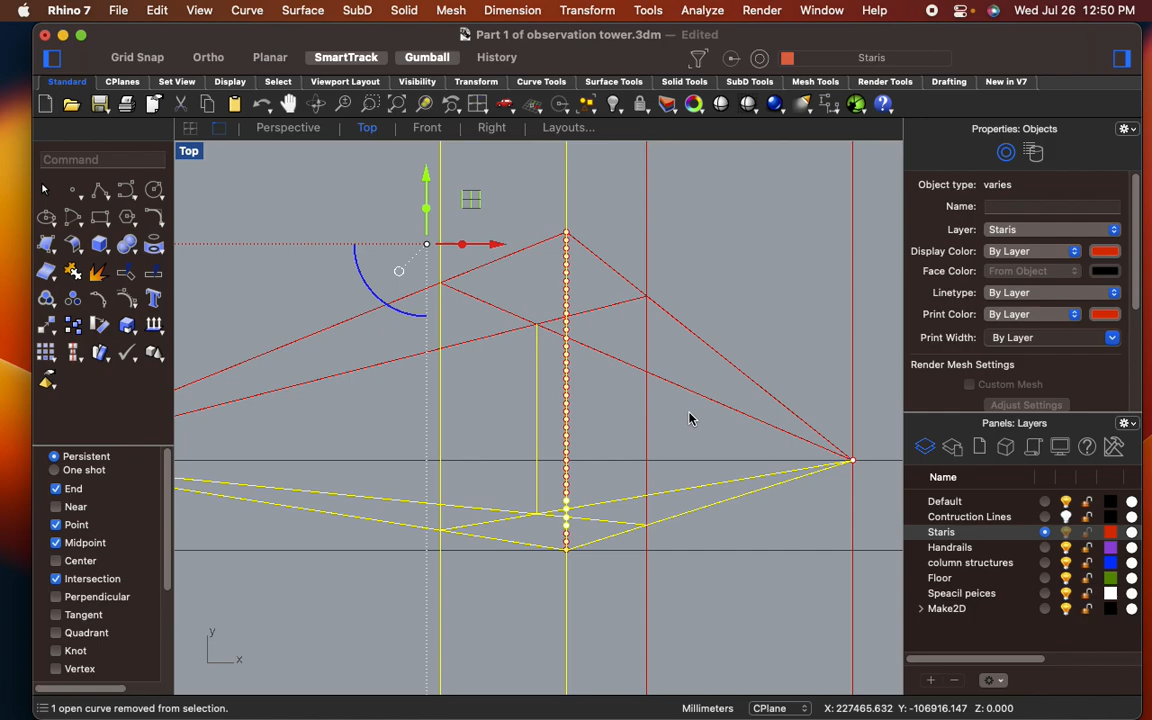 Rhino 7 File Edit View Curve Surface SubD Solid Mesh Dimension Transform Tools Analyze Render Window Help Wed Jul 26 12:50 PM
Part 1 of observation tower.3dm — Edited
Grid Snap Ortho Planar SmartTrack Gumball History Staris
Standard CPlanes Set View Display Select Viewport Layout Visibility Transform Curve Tools Surface Tools Solid Tools SubD Tools Mesh Tools Render Tools Drafting New in V7
Perspective Top Front Right Layouts...
Properties: Objects
Command
Top
Object type: varies
Name:
Layer: Staris
Display Color: By Layer
Face Color: From Object
Linetype: By Layer
Print Color: By Layer
Print Width: By Layer
Render Mesh Settings
Custom Mesh
Adjust Settings
Panels: Layers
Persistent
One shot
End
Near
Point
Midpoint
Center
Intersection
Perpendicular
Tangent
Quadrant
Knot
Vertex
Name
Default
Contruction Lines
Staris
Handrails
column structures
Floor
Speacil peices
Make2D
y
x
1 open curve removed from selection. Millimeters CPlane X: 227465.632 Y: -106916.147 Z: 0.000